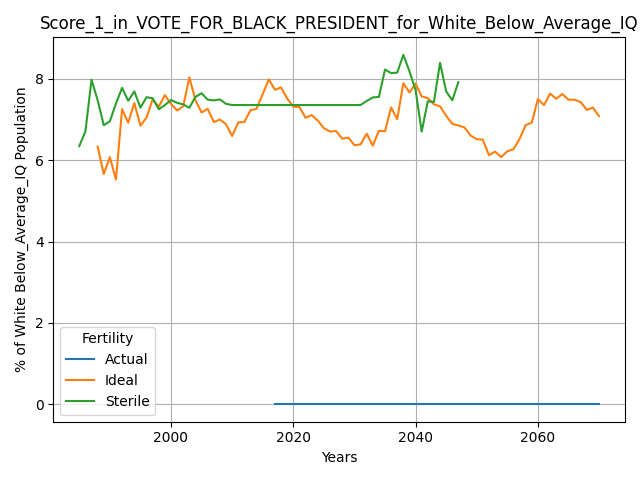 Score_1_in_VOTE_FOR_BLACK_PRESIDENT_for_White_Below_Average_IQ
% of White Below_Average_IQ Population
8
6
4
2
0
Fertility
Actual
Ideal
Sterile
2000
2020
2040
2060
Years